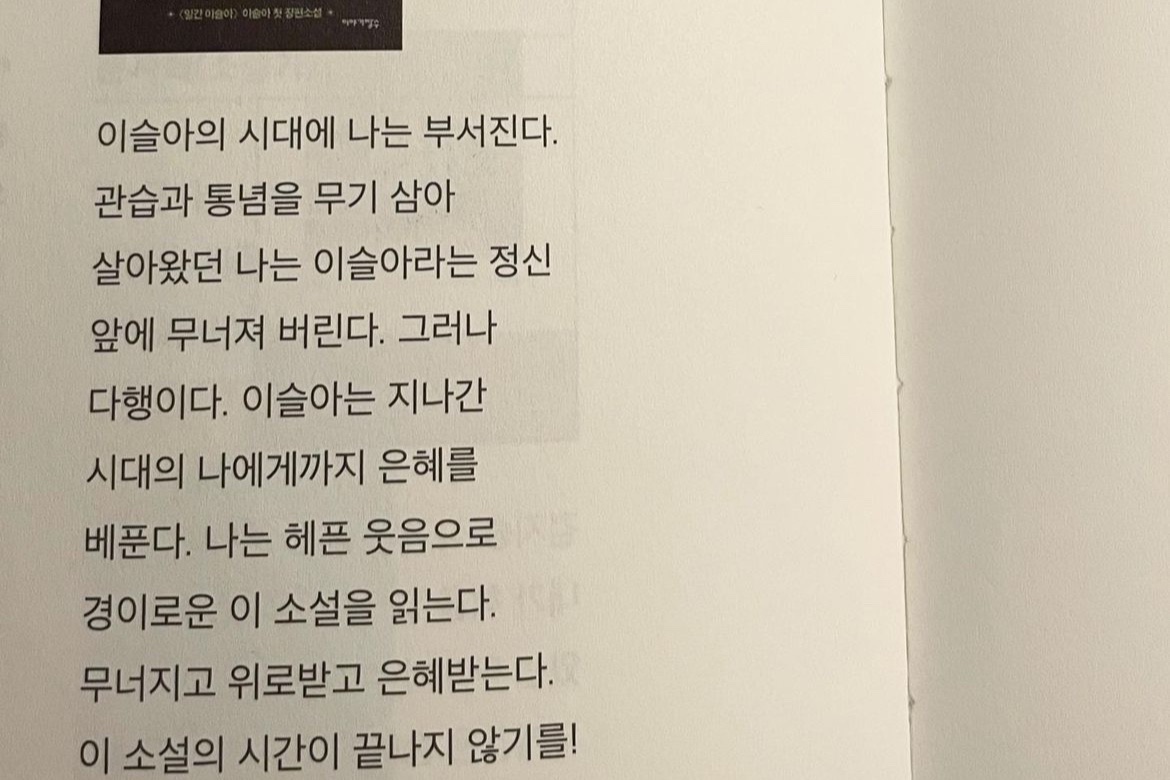 ✦ 〈일간 이슬아〉 이슬아 첫 장편소설 ✦
이야기장수
이슬아의 시대에 나는 부서진다.
관습과 통념을 무기 삼아
살아왔던 나는 이슬아라는 정신
앞에 무너져 버린다. 그러나
다행이다. 이슬아는 지나간
시대의 나에게까지 은혜를
베푼다. 나는 헤픈 웃음으로
경이로운 이 소설을 읽는다.
무너지고 위로받고 은혜받는다.
이 소설의 시간이 끝나지 않기를!